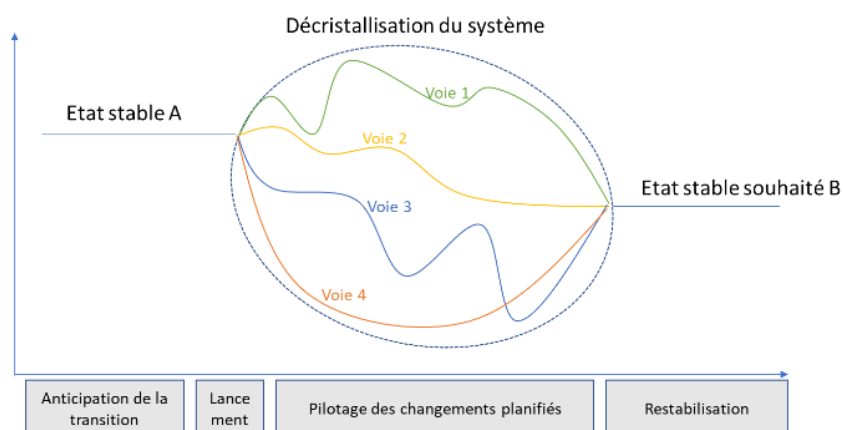 Décristallisation du système
Etat stable A
Voie 1
Voie 2
Etat stable souhaité B
Voie 3
Voie 4
Anticipation de la
transition
Lance
ment
Pilotage des changements planifiés
Restabilisation